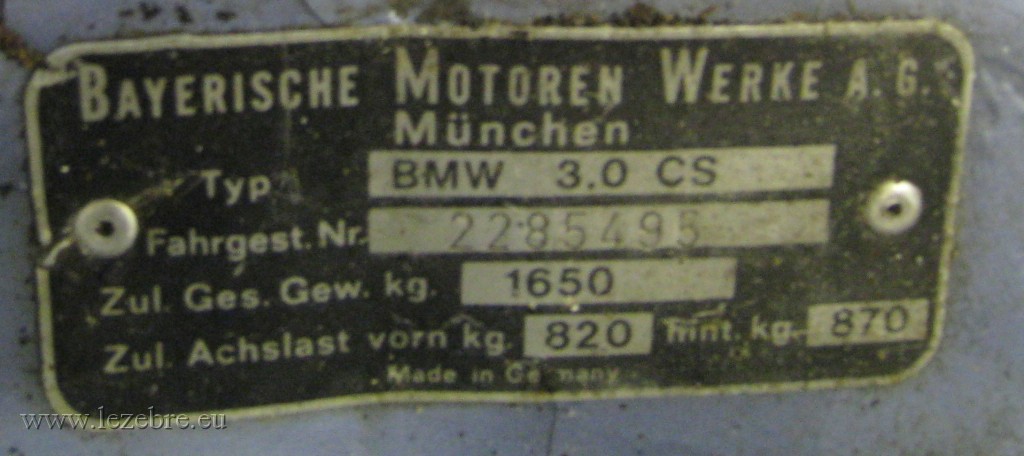 BAYERISCHE MOTOREN WERKE A.G.
München
Typ BMW 3.0 CS
Fahrgest. Nr. 2285495
Zul. Ges. Gew. kg. 1650
Zul. Achslast vorn kg. 820 hint. kg. 870
Made in Germany
www.lezebre.eu